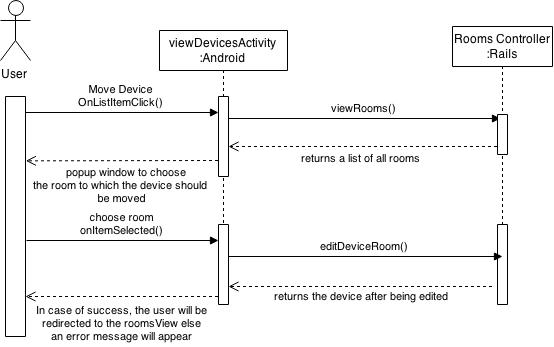 viewDevicesActivity
:Android
Rooms Controller
:Rails
User
Move Device
OnListItemClick()
viewRooms()
returns a list of all rooms
popup window to choose
the room to which the device should
be moved
choose room
onItemSelected()
editDeviceRoom()
returns the device after being edited
In case of success, the user will be
redirected to the roomsView else
an error message will appear